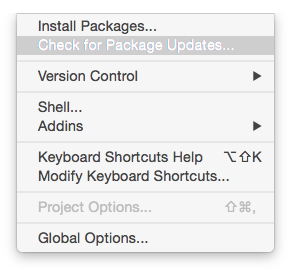 Install Packages...
Check for Package Updates...
Version Control ▶
Shell...
Addins ▶
Keyboard Shortcuts Help ⌥⇧K
Modify Keyboard Shortcuts...
Project Options... ⇧⌘,
Global Options...